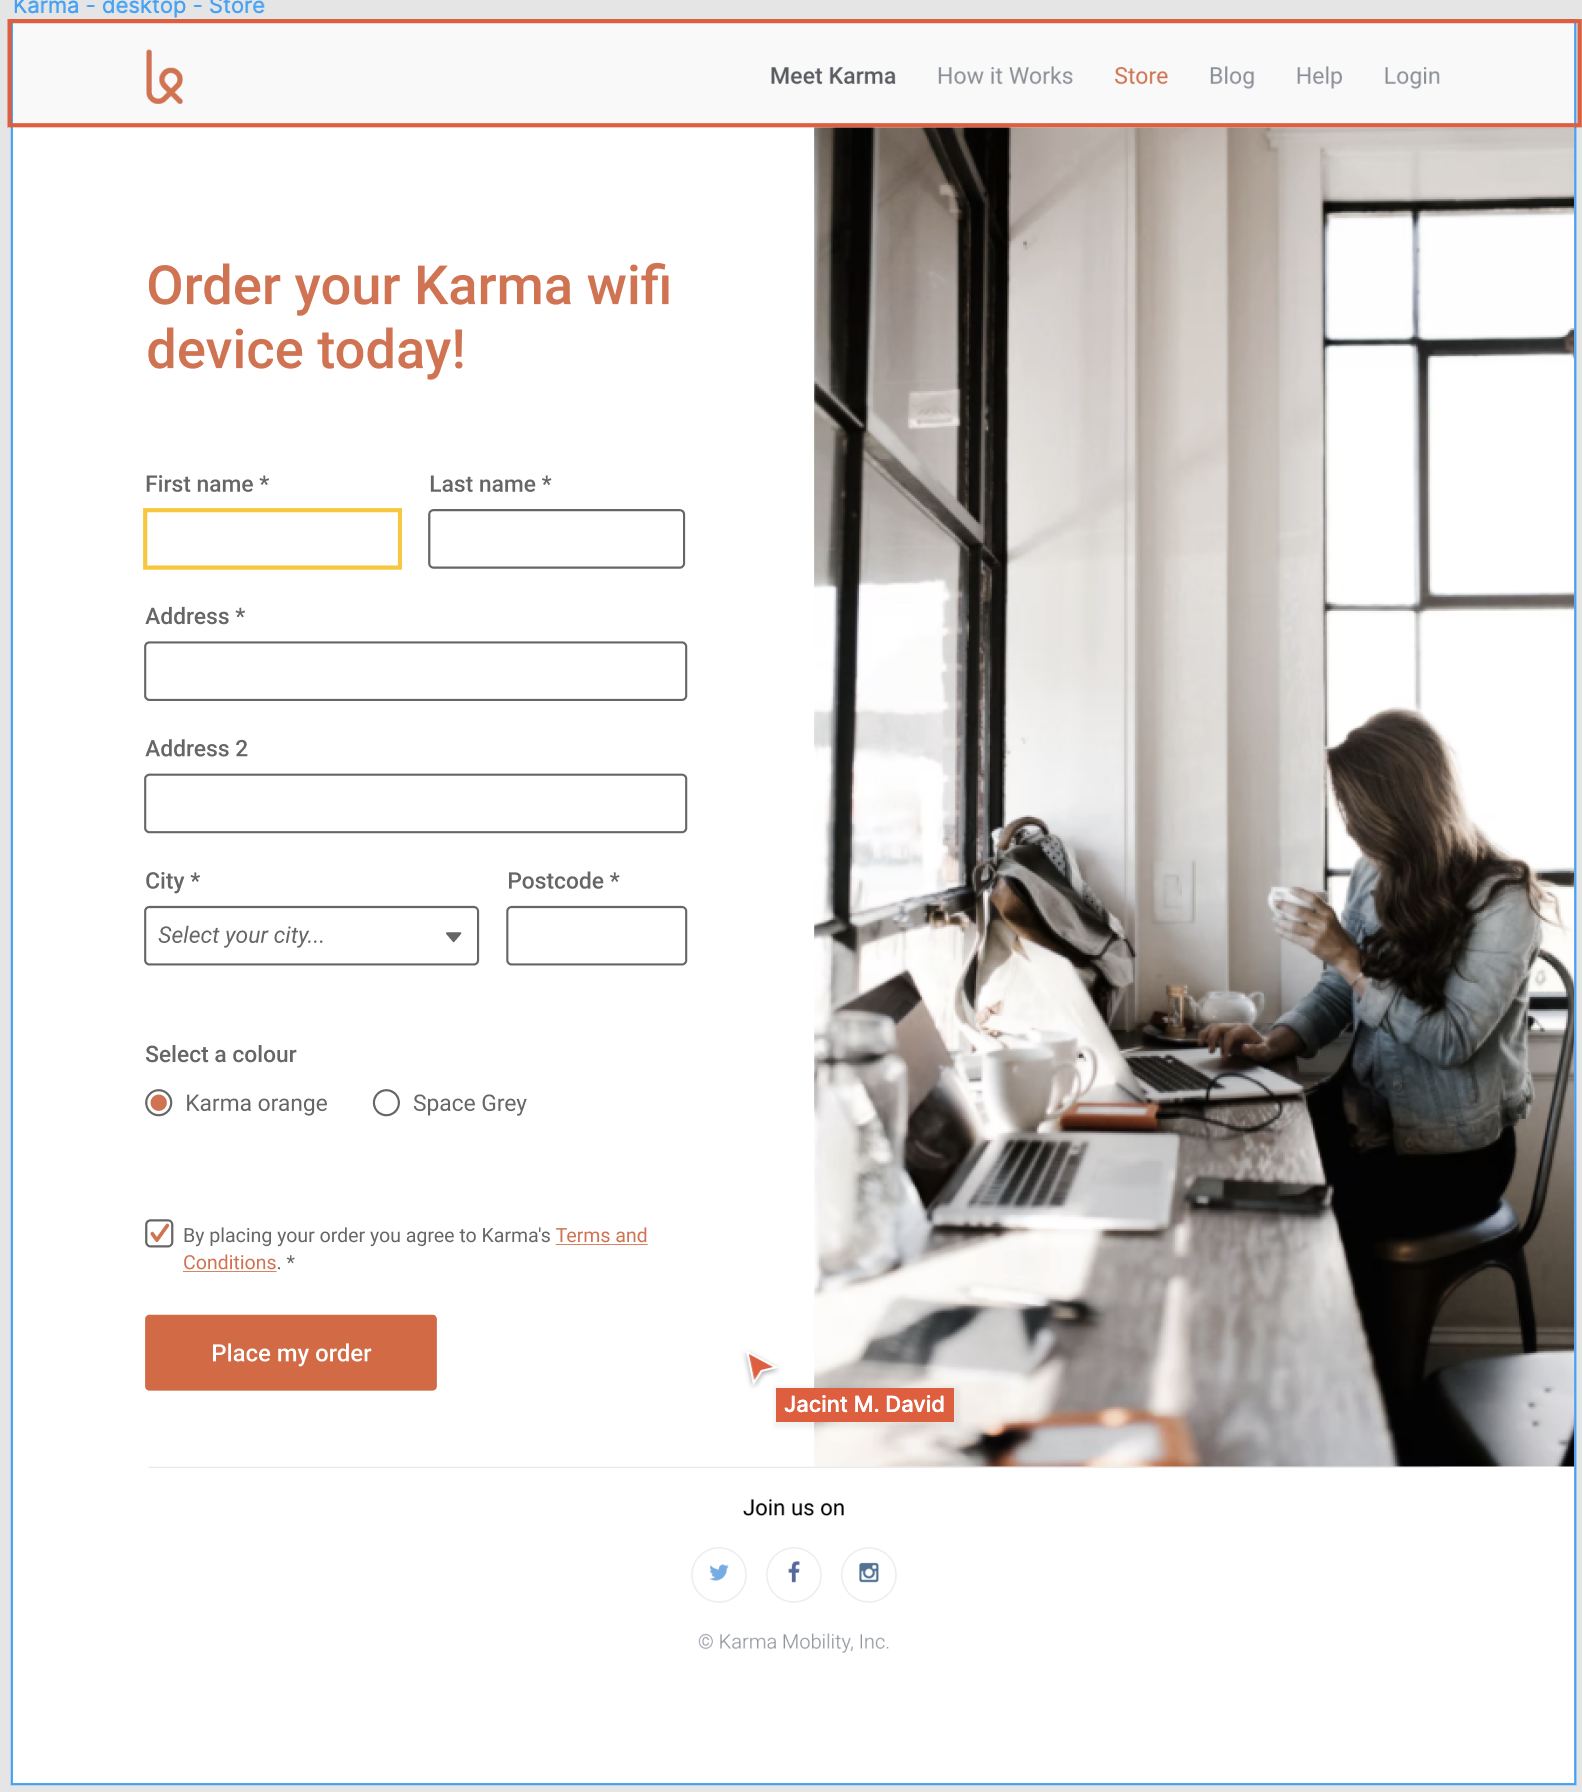 Karma - desktop - Store
Meet Karma How it Works Store Blog Help Login
Order your Karma wifi
device today!
First name * Last name *
Address *
Address 2
City * Postcode *
Select your city...
Select a colour
Karma orange Space Grey
By placing your order you agree to Karma's Terms and
Conditions. *
Place my order
Jacint M. David
Join us on
© Karma Mobility, Inc.